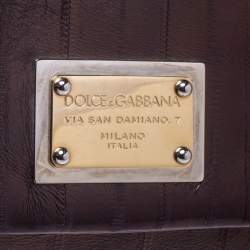 DOLCE & GABBANA
VIA SAN DAMIANO, 7
MILANO
ITALIA